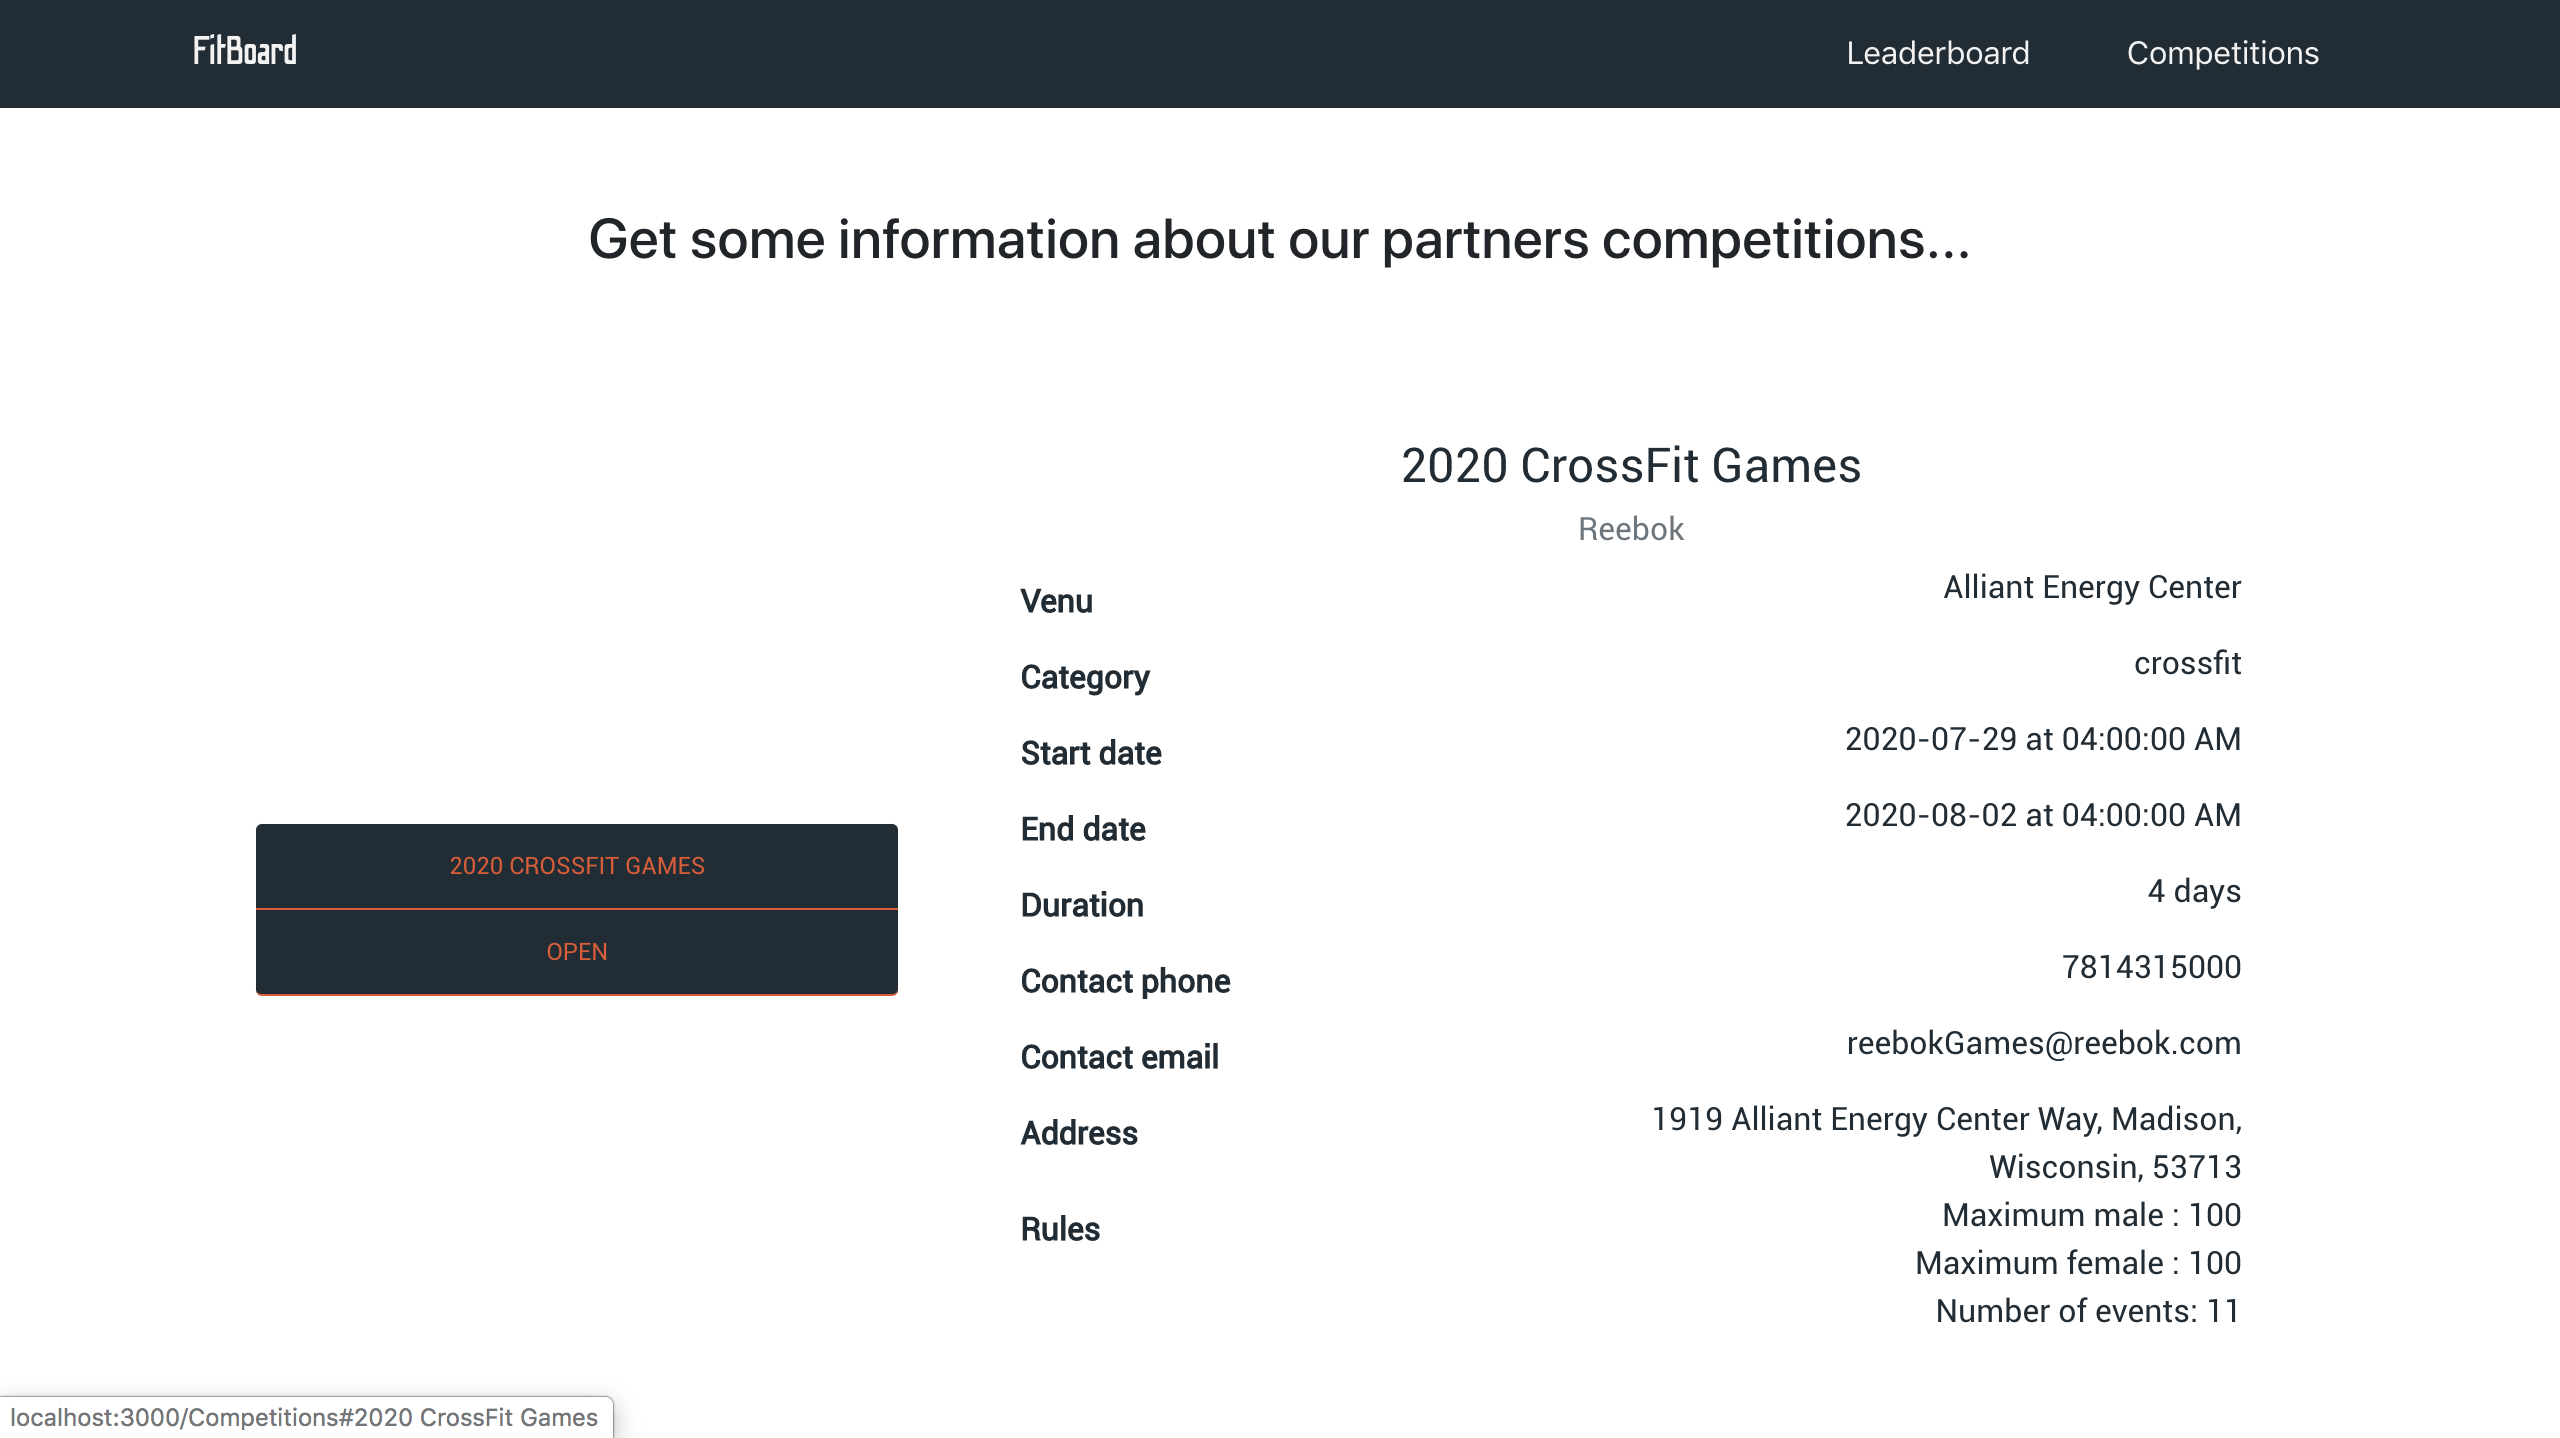 FitBoard
Leaderboard
Competitions
Get some information about our partners competitions...
2020 CROSSFIT GAMES
OPEN
2020 CrossFit Games
Reebok
Venu
Alliant Energy Center
Category
crossfit
Start date
2020-07-29 at 04:00:00 AM
End date
2020-08-02 at 04:00:00 AM
Duration
4 days
Contact phone
7814315000
Contact email
reebokGames@reebok.com
Address
1919 Alliant Energy Center Way, Madison,
Wisconsin, 53713
Rules
Maximum male : 100
Maximum female : 100
Number of events: 11
localhost:3000/Competitions#2020 CrossFit Games